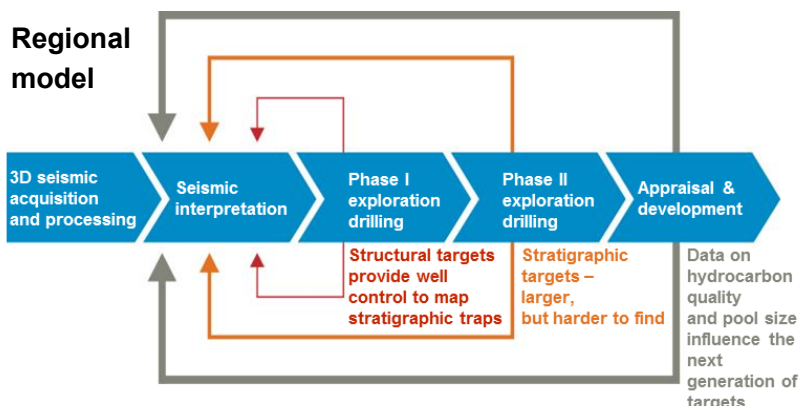 Regional
model
3D seismic
acquisition
and processing
Seismic
interpretation
Phase I
exploration
drilling
Phase II
exploration
drilling
Appraisal &
development
Structural targets
provide well
control to map
stratigraphic traps
Stratigraphic
targets –
larger,
but harder to find
Data on
hydrocarbon
quality
and pool size
influence the
next
generation of
targets